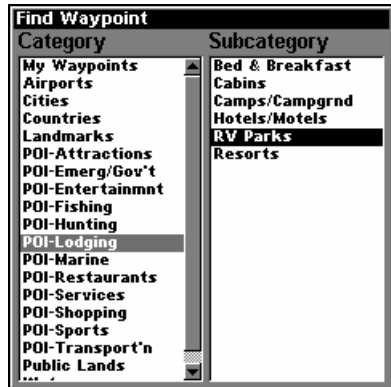 Find Waypoint
Category
Subcategory
My Waypoints
Airports
Cities
Countries
Landmarks
POI-Attractions
POI-Emerg/Gov't
POI-Entertainmnt
POI-Fishing
POI-Hunting
POI-Lodging
POI-Marine
POI-Restaurants
POI-Services
POI-Shopping
POI-Sports
POI-Transport'n
Public Lands
Bed & Breakfast
Cabins
Camps/Campgrnd
Hotels/Motels
RV Parks
Resorts